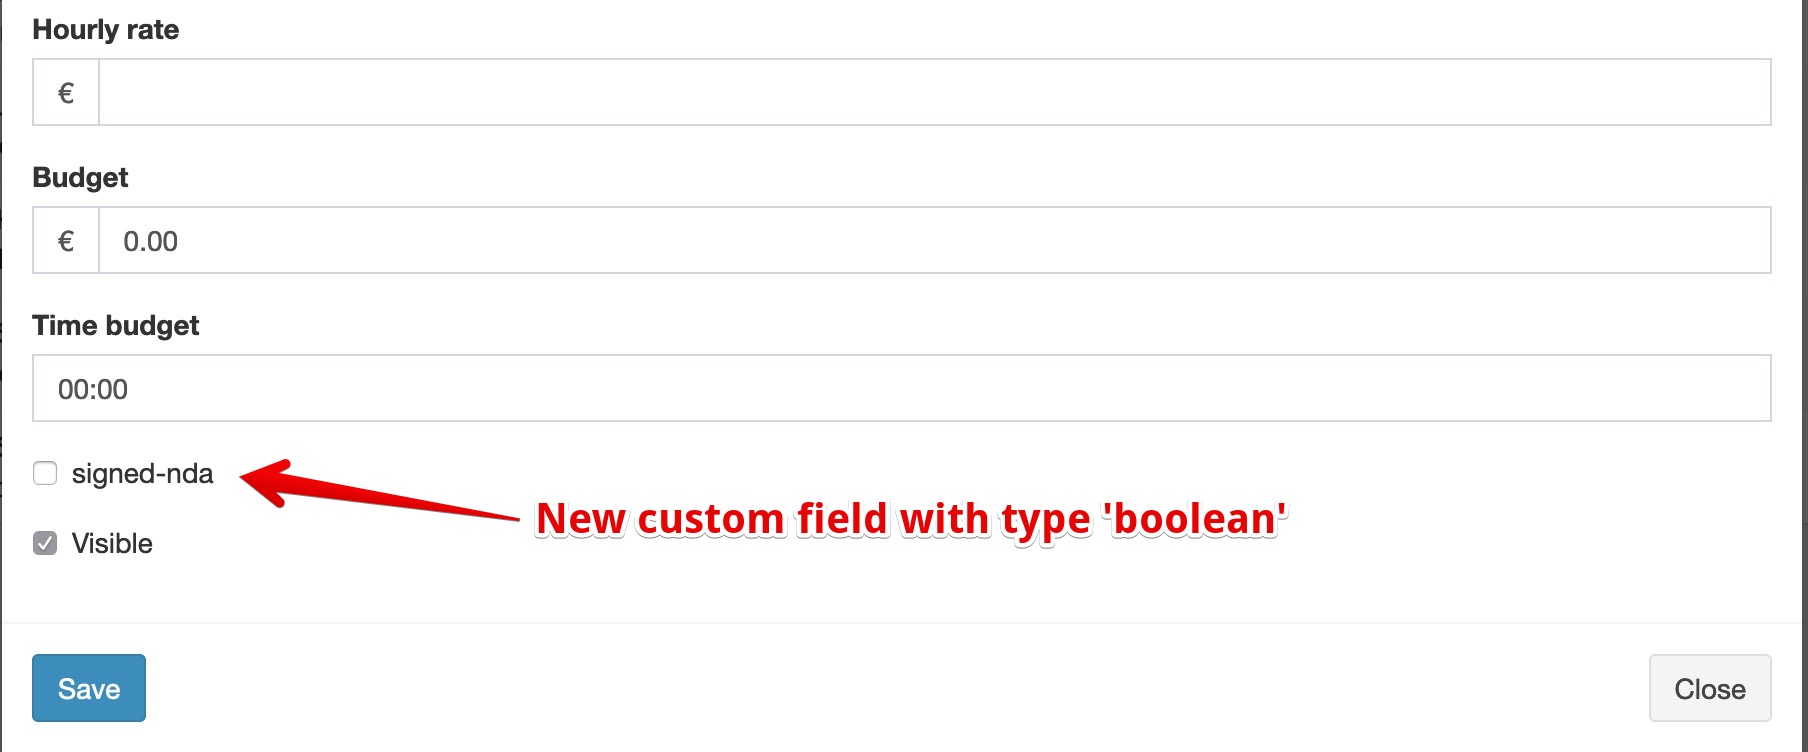 Hourly rate
€
Budget
€ 0.00
Time budget
00:00
signed-nda
New custom field with type 'boolean'
Visible
Save
Close